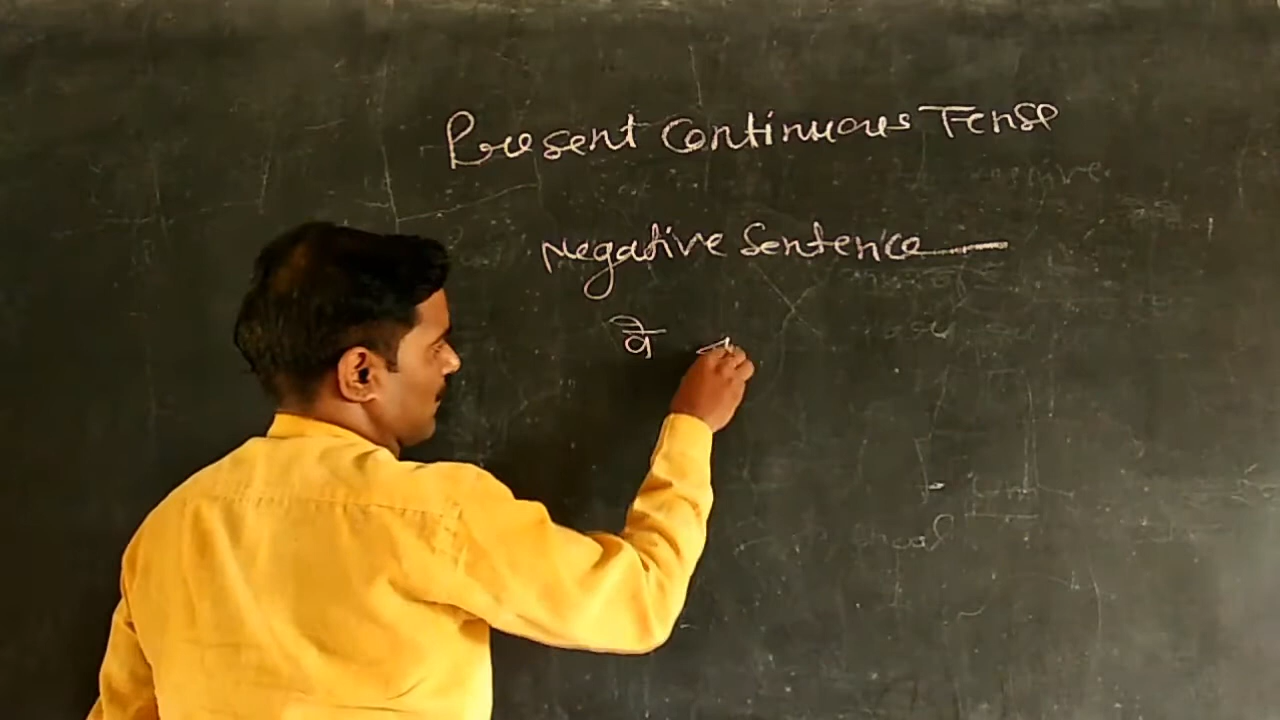 Present Continuous Tense
Negative Sentence —
वे